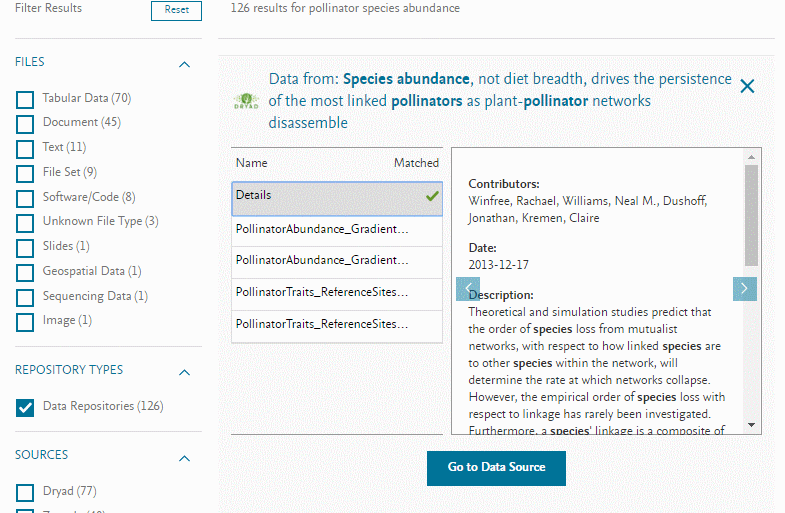 Filter Results
Reset
126 results for pollinator species abundance
FILES
Tabular Data (70)
Document (45)
Text (11)
File Set (9)
Software/Code (8)
Unknown File Type (3)
Slides (1)
Geospatial Data (1)
Sequencing Data (1)
Image (1)
REPOSITORY TYPES
Data Repositories (126)
SOURCES
Dryad (77)
DRYAD
Data from: Species abundance, not diet breadth, drives the persistence
of the most linked pollinators as plant-pollinator networks
disassemble
Name
Matched
Details
PollinatorAbundance_Gradient...
PollinatorAbundance_Gradient...
PollinatorTraits_ReferenceSites...
PollinatorTraits_ReferenceSites...
Contributors:
Winfree, Rachael, Williams, Neal M., Dushoff,
Jonathan, Kremen, Claire
Date:
2013-12-17
Description:
Theoretical and simulation studies predict that
the order of species loss from mutualist
networks, with respect to how linked species are
to other species within the network, will
determine the rate at which networks collapse.
However, the empirical order of species loss with
respect to linkage has rarely been investigated.
Furthermore, a species' linkage is a composite of
Go to Data Source